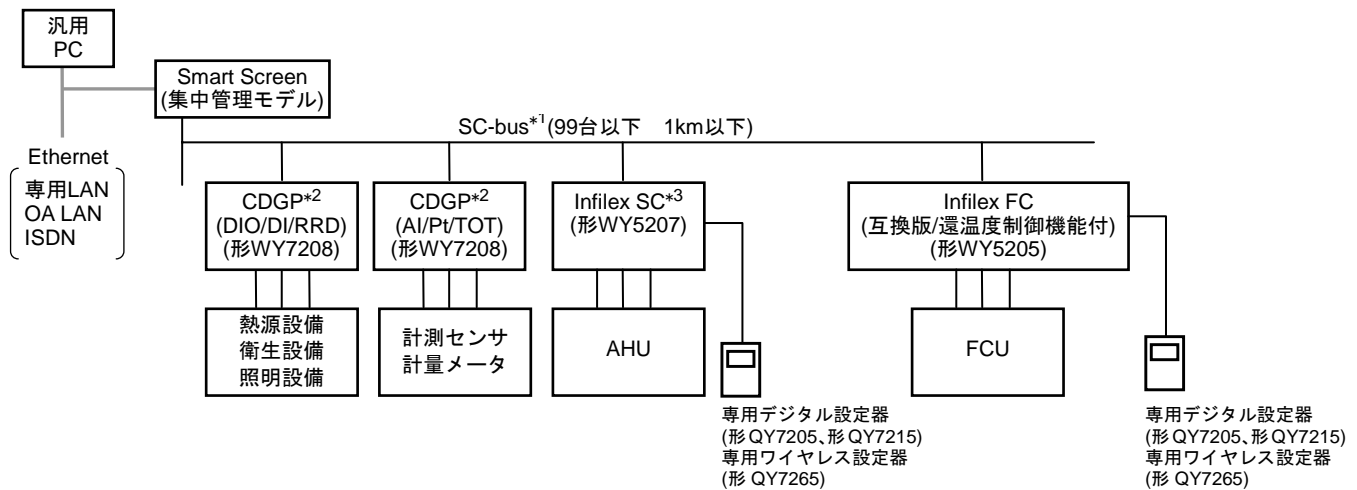 汎用
PC
Smart Screen
(集中管理モデル)
SC-bus*1(99台以下 1km以下)
Ethernet
専用LAN
OA LAN
ISDN
CDGP*2
(DIO/DI/RRD)
(形WY7208)
CDGP*2
(AI/Pt/TOT)
(形WY7208)
Infilex SC*3
(形WY5207)
Infilex FC
(互換版/還温度制御機能付)
(形WY5205)
熱源設備
衛生設備
照明設備
計測センサ
計量メータ
AHU
FCU
専用デジタル設定器
(形QY7205、形QY7215)
専用ワイヤレス設定器
(形 QY7265)
専用デジタル設定器
(形QY7205、形QY7215)
専用ワイヤレス設定器
(形 QY7265)